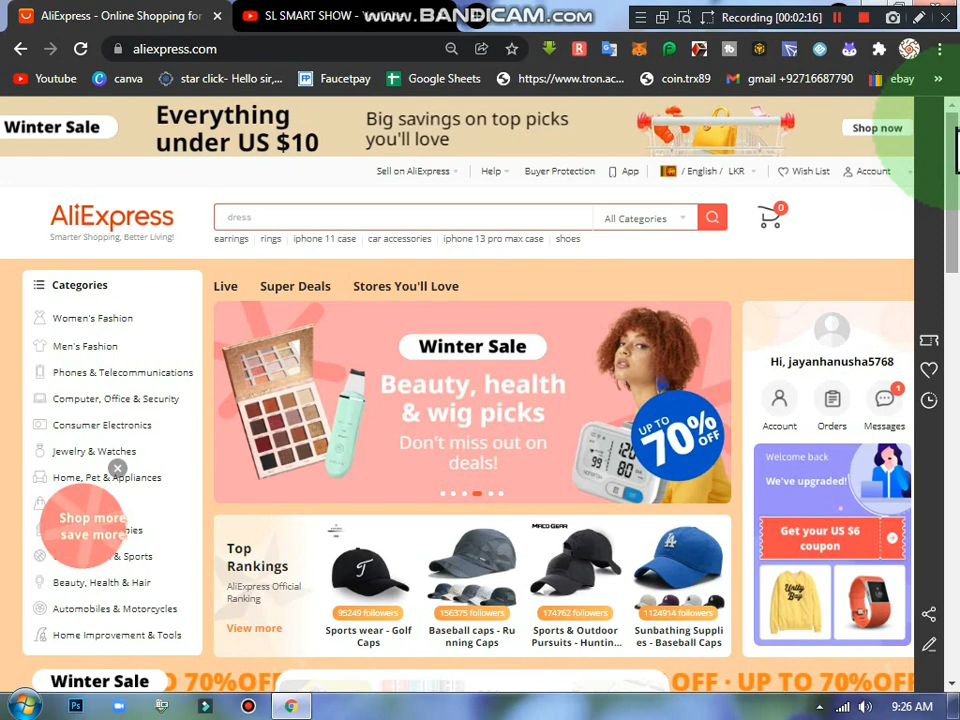 AliExpress - Online Shopping for
SL SMART SHOW -
www.BANDICAM.com
Recording [00:02:16]
aliexpress.com
Youtube
canva
star click- Hello sir,...
Faucetpay
Google Sheets
https://www.tron.ac...
coin.trx89
gmail +92716687790
ebay
»
Winter Sale
Everything
under US $10
Big savings on top picks
you'll love
Shop now
Sell on AliExpress
Help
Buyer Protection
App
/ English / LKR
Wish List
Account
AliExpress
Smarter Shopping, Better Living!
dress
All Categories
0
earrings
rings
iphone 11 case
car accessories
iphone 13 pro max case
shoes
Categories
Women's Fashion
Men's Fashion
Phones & Telecommunications
Computer, Office & Security
Consumer Electronics
Jewelry & Watches
Home, Pet & Appliances
Shop more
save more
& Sports
Beauty, Health & Hair
Automobiles & Motorcycles
Home Improvement & Tools
Live
Super Deals
Stores You'll Love
Winter Sale
Beauty, health
& wig picks
Don't miss out on
deals!
UP TO
70%
OFF
Hi, jayanhanusha5768
1
Account
Orders
Messages
Welcome back
We've upgraded!
Get your US $6
coupon
Top
Rankings
AliExpress Official
Ranking
View more
MACO GEAR
95249 followers
Sports wear - Golf
Caps
156375 followers
Baseball caps - Ru
nning Caps
174762 followers
Sports & Outdoor
Pursuits - Huntin...
1124914 followers
Sunbathing Suppli
es - Baseball Caps
Winter Sale
O 70%OFF
OFF · UP TO 70%OFF
Ps
9:26 AM